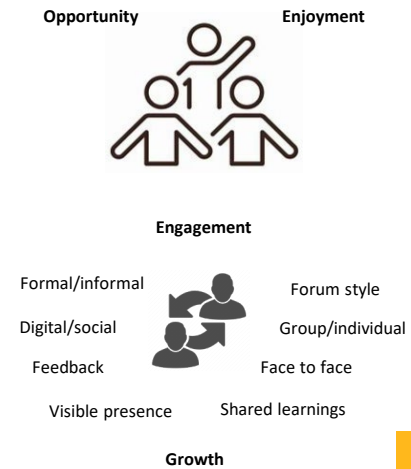 Opportunity Enjoyment
Engagement
Formal/informal Forum style
Digital/social Group/individual
Feedback Face to face
Visible presence Shared learnings
Growth